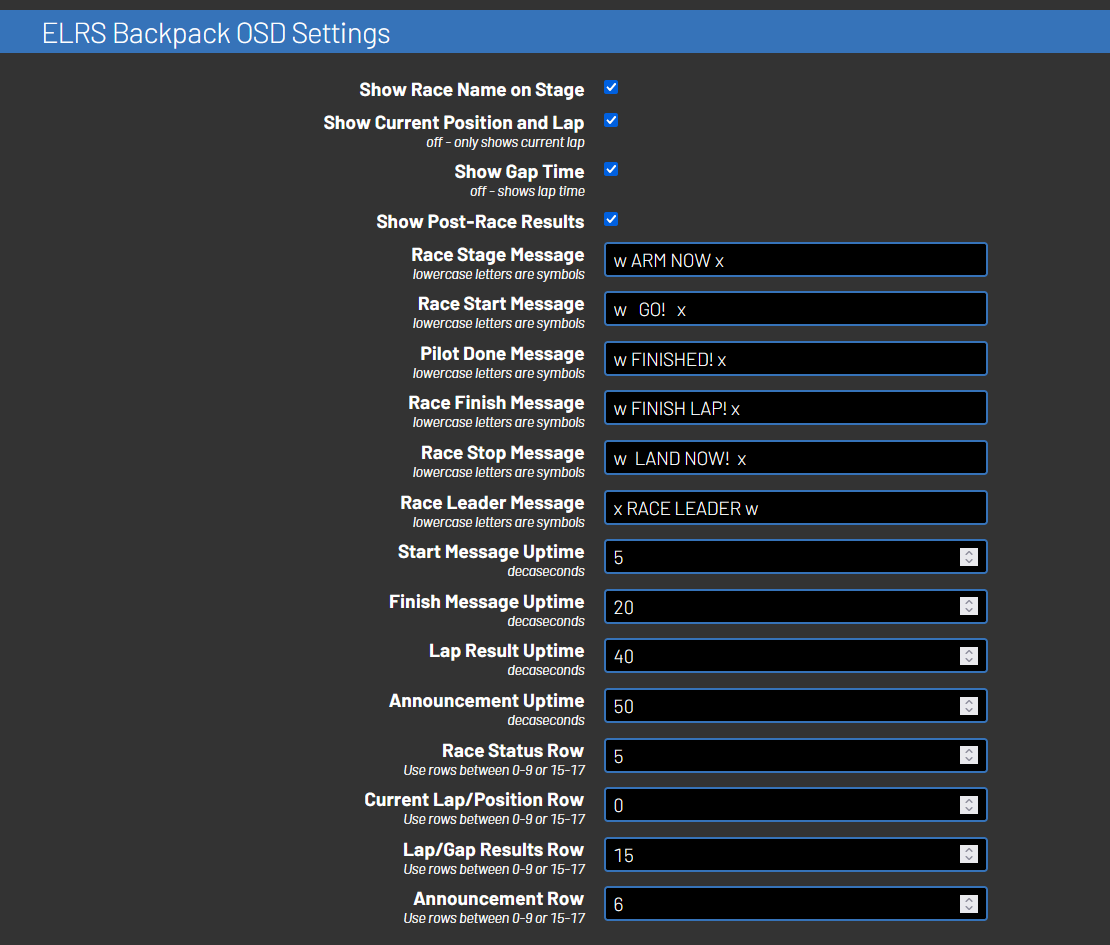 ELRS Backpack OSD Settings
Show Race Name on Stage
Show Current Position and Lap
off - only shows current lap
Show Gap Time
off - shows lap time
Show Post-Race Results
Race Stage Message
lowercase letters are symbols
w ARM NOW x
Race Start Message
lowercase letters are symbols
w   GO!   x
Pilot Done Message
lowercase letters are symbols
w FINISHED! x
Race Finish Message
lowercase letters are symbols
w FINISH LAP! x
Race Stop Message
lowercase letters are symbols
w  LAND NOW!  x
Race Leader Message
lowercase letters are symbols
x RACE LEADER w
Start Message Uptime
decaseconds
5
Finish Message Uptime
decaseconds
20
Lap Result Uptime
decaseconds
40
Announcement Uptime
decaseconds
50
Race Status Row
Use rows between 0-9 or 15-17
5
Current Lap/Position Row
Use rows between 0-9 or 15-17
0
Lap/Gap Results Row
Use rows between 0-9 or 15-17
15
Announcement Row
Use rows between 0-9 or 15-17
6